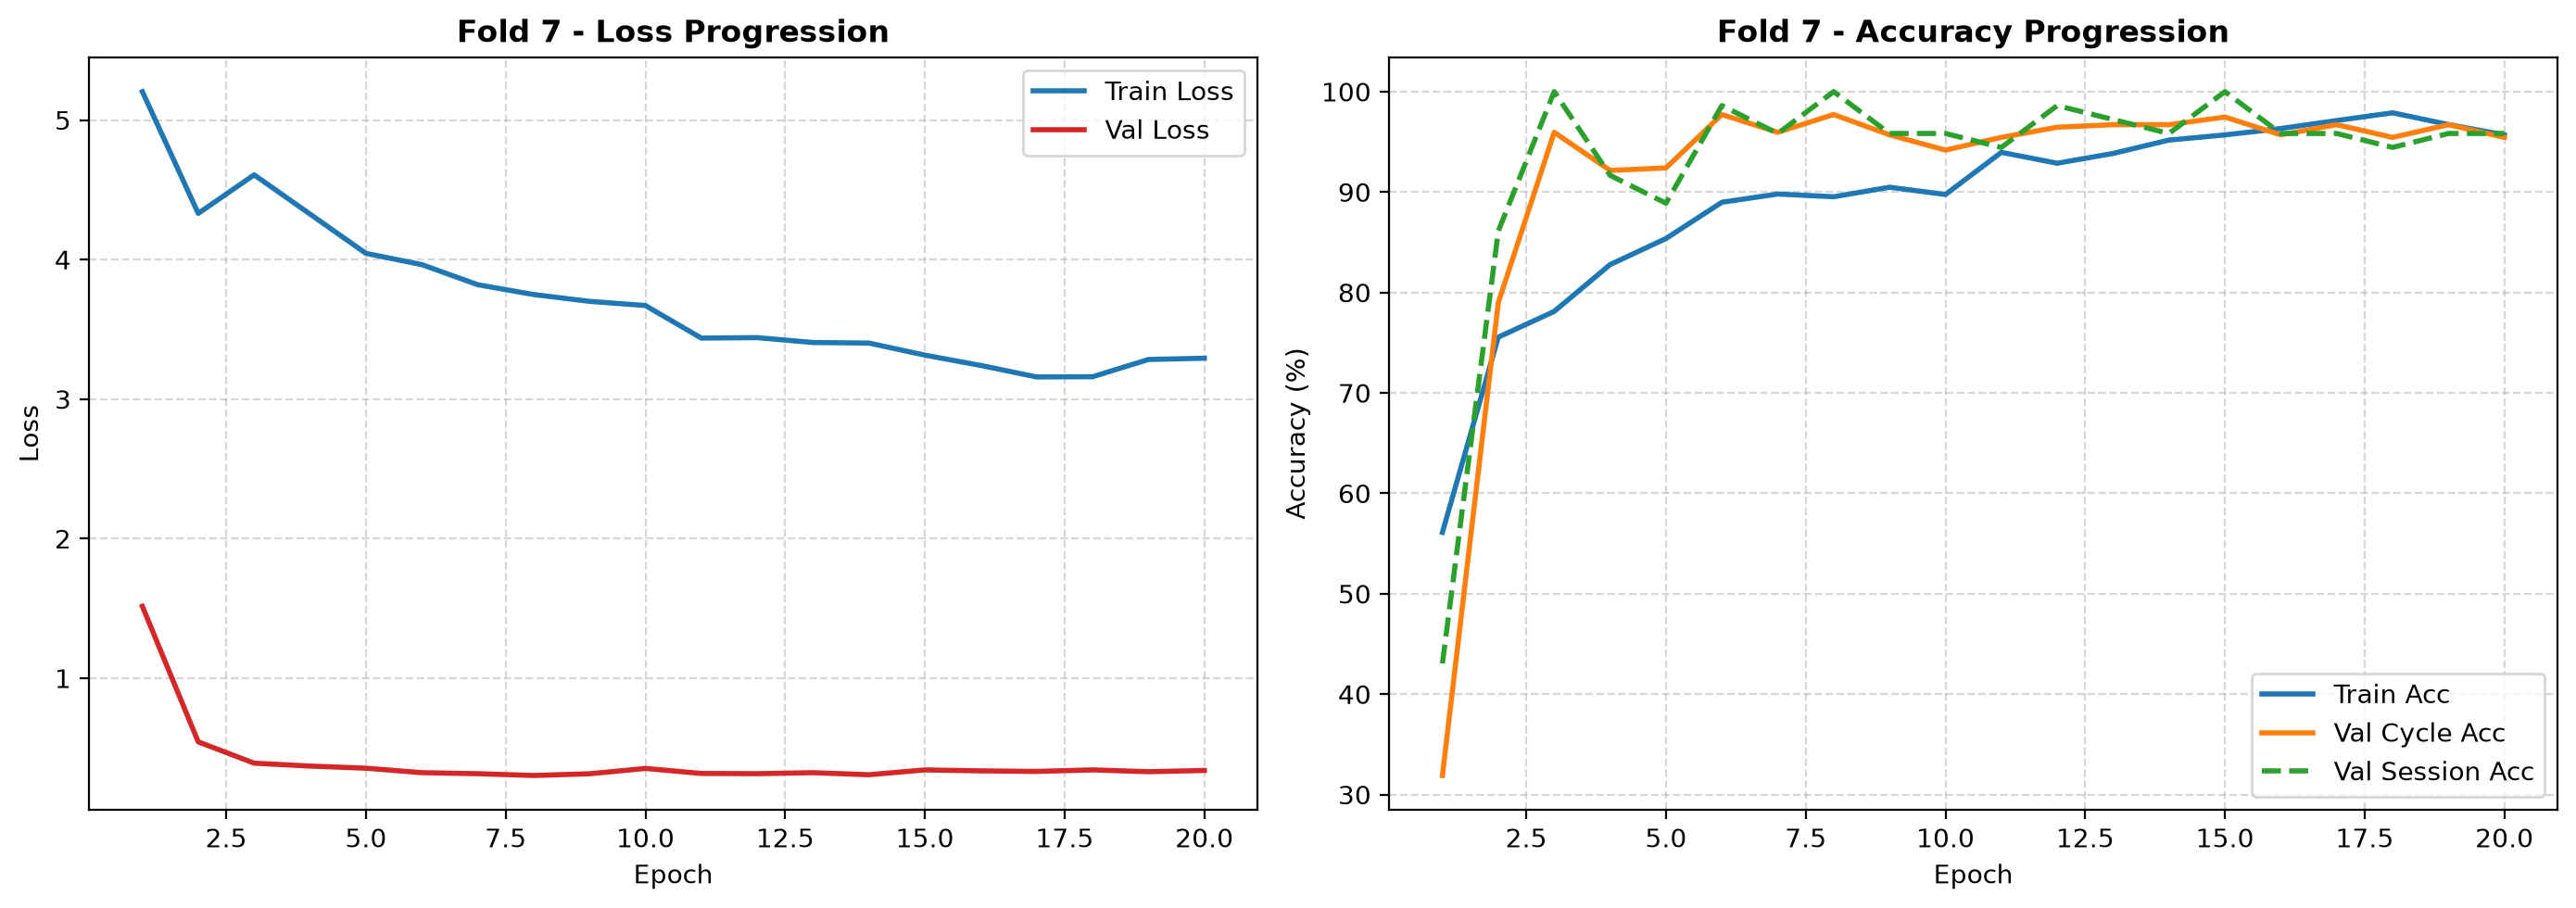 Fold 7 - Loss Progression
Train Loss
Val Loss
5
4
3
2
1
Loss
2.5 5.0 7.5 10.0 12.5 15.0 17.5 20.0
Epoch
Fold 7 - Accuracy Progression
100
90
80
70
60
50
40
30
Accuracy (%)
Train Acc
Val Cycle Acc
Val Session Acc
2.5 5.0 7.5 10.0 12.5 15.0 17.5 20.0
Epoch